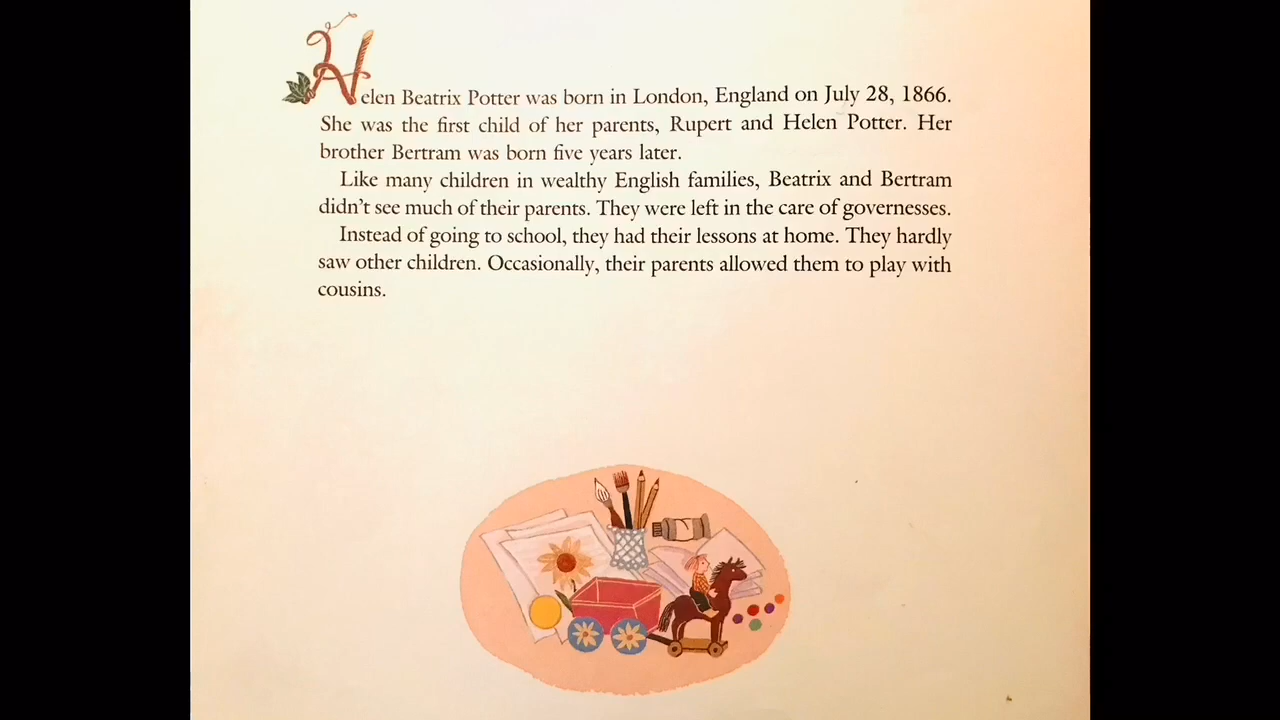 Helen Beatrix Potter was born in London, England on July 28, 1866.
She was the first child of her parents, Rupert and Helen Potter. Her
brother Bertram was born five years later.
Like many children in wealthy English families, Beatrix and Bertram
didn't see much of their parents. They were left in the care of governesses.
Instead of going to school, they had their lessons at home. They hardly
saw other children. Occasionally, their parents allowed them to play with
cousins.